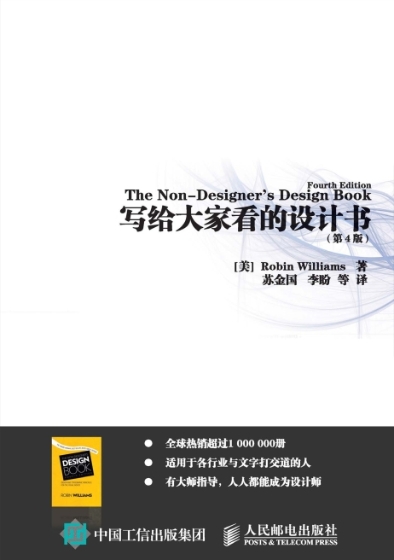 Fourth Edition
The Non-Designer's Design Book
写给大家看的设计书
（第4版）
[美] Robin Williams 著
苏金国 李盼 等 译
全球热销超过1 000 000册
适用于各行业与文字打交道的人
有大师指导，人人都能成为设计师
DESIGN
BOOK
ROBIN WILLIAMS
中国工信出版集团
人民邮电出版社
POSTS & TELECOM PRESS